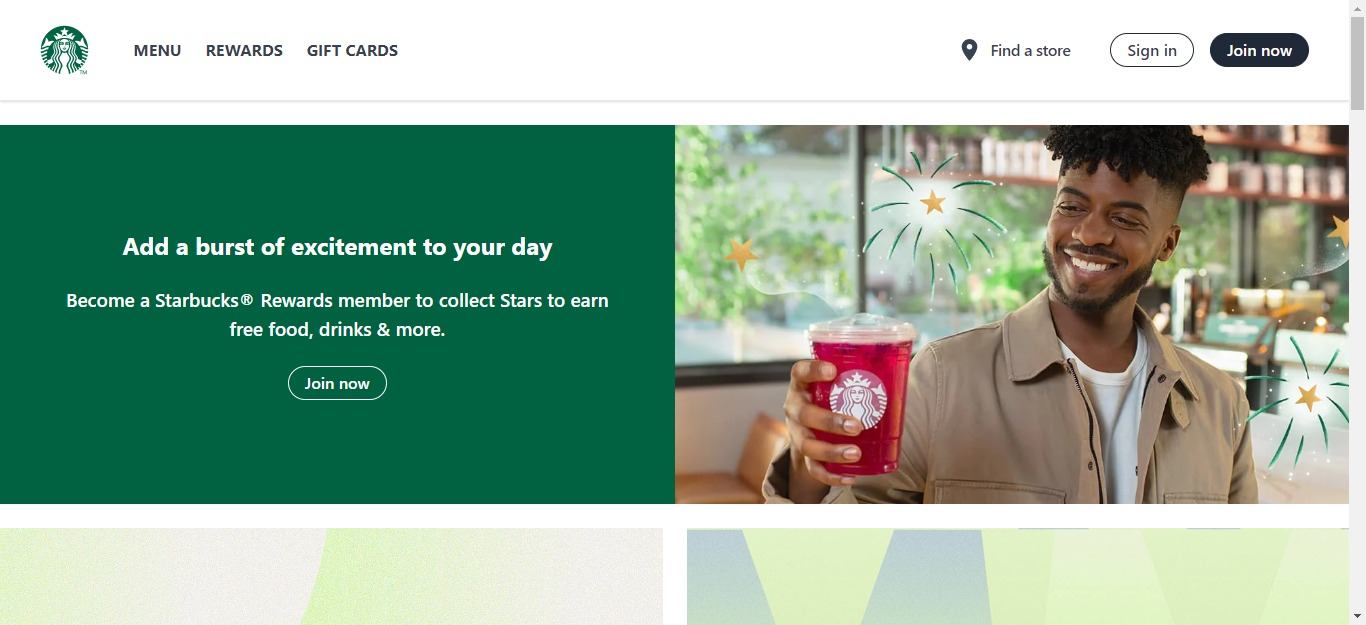 MENU REWARDS GIFT CARDS Find a store Sign in Join now
TM
Add a burst of excitement to your day
Become a Starbucks® Rewards member to collect Stars to earn
free food, drinks & more.
Join now